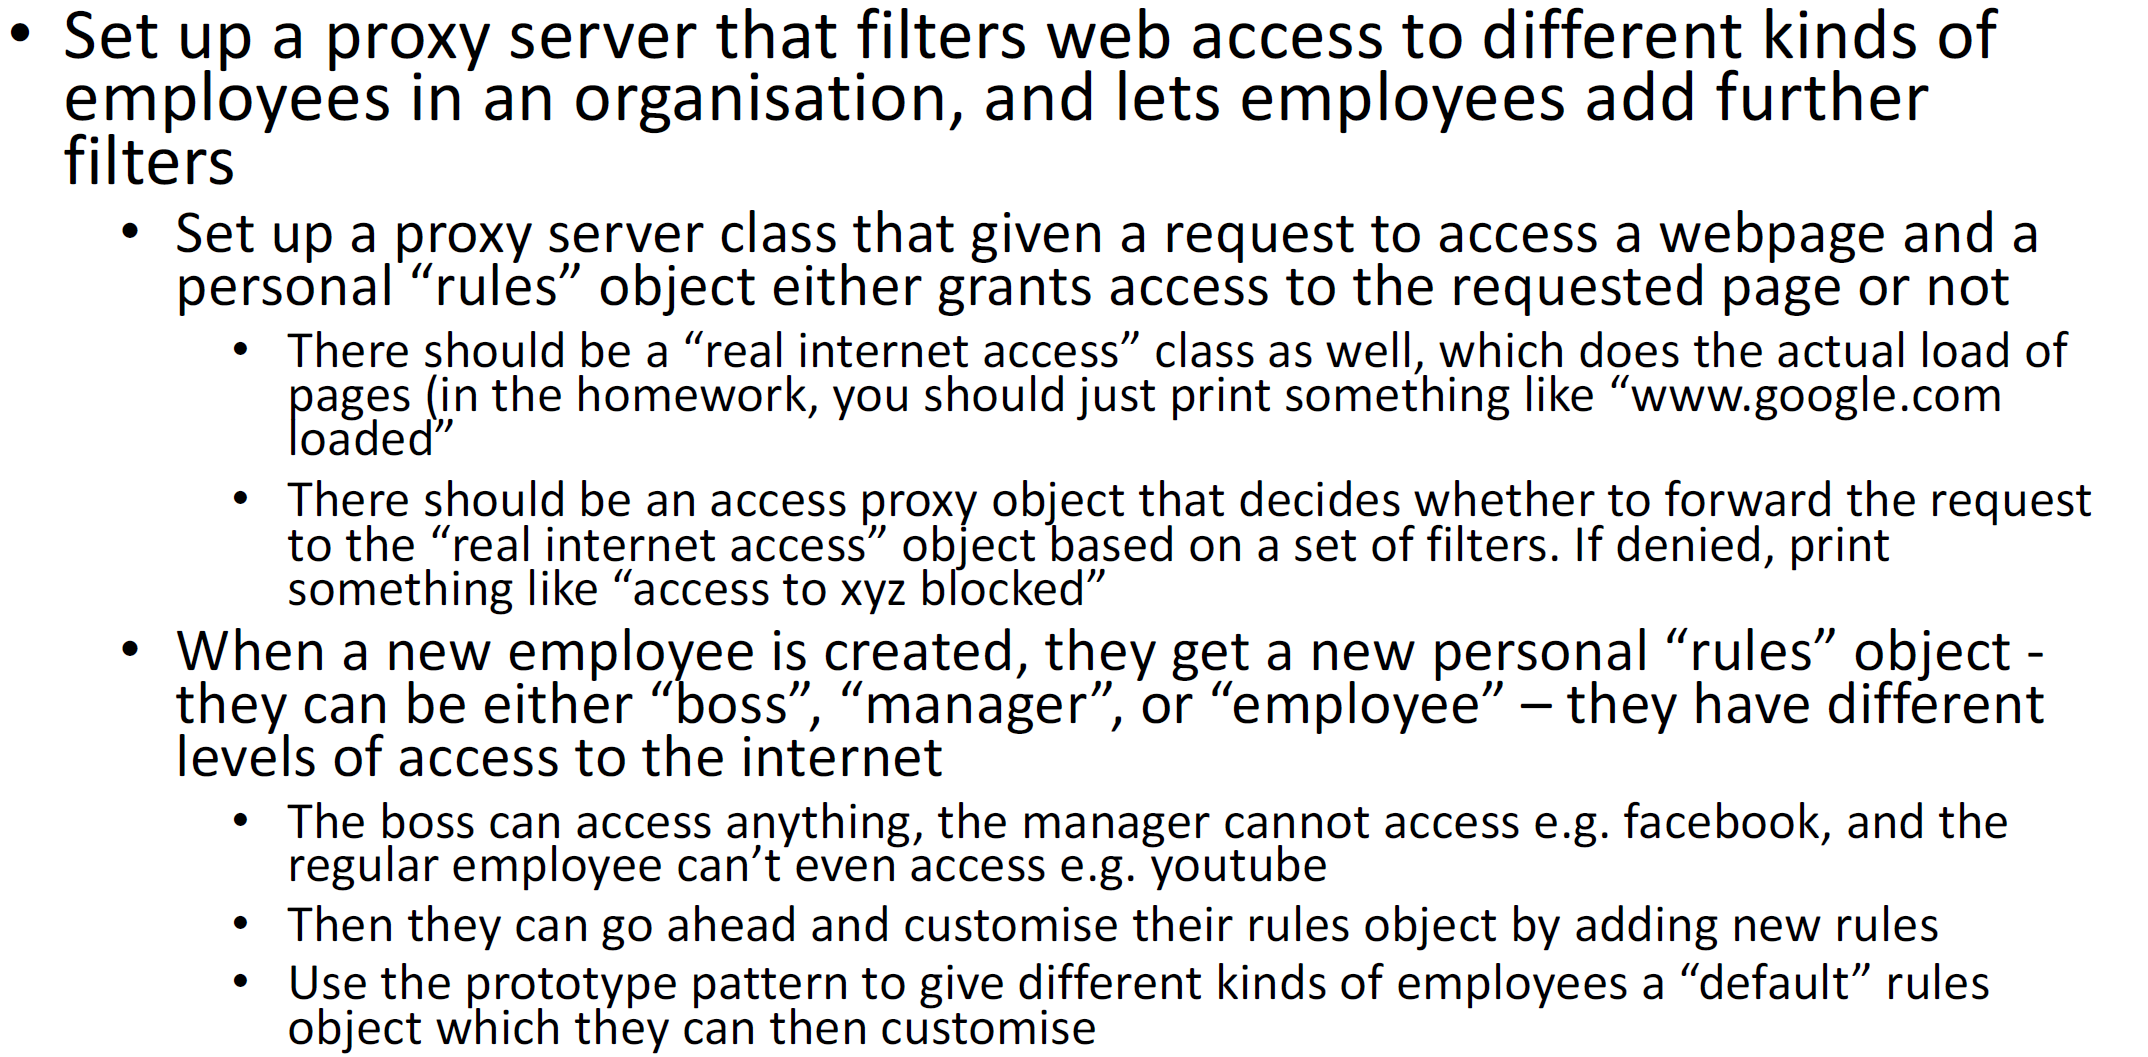 • Set up a proxy server that filters web access to different kinds of
employees in an organisation, and lets employees add further
filters
• Set up a proxy server class that given a request to access a webpage and a
personal “rules” object either grants access to the requested page or not
• There should be a “real internet access” class as well, which does the actual load of
pages (in the homework, you should just print something like “www.google.com
loaded”
• There should be an access proxy object that decides whether to forward the request
to the “real internet access” object based on a set of filters. If denied, print
something like “access to xyz blocked”
• When a new employee is created, they get a new personal “rules” object -
they can be either “boss”, “manager”, or “employee” – they have different
levels of access to the internet
• The boss can access anything, the manager cannot access e.g. facebook, and the
regular employee can’t even access e.g. youtube
• Then they can go ahead and customise their rules object by adding new rules
• Use the prototype pattern to give different kinds of employees a “default” rules
object which they can then customise